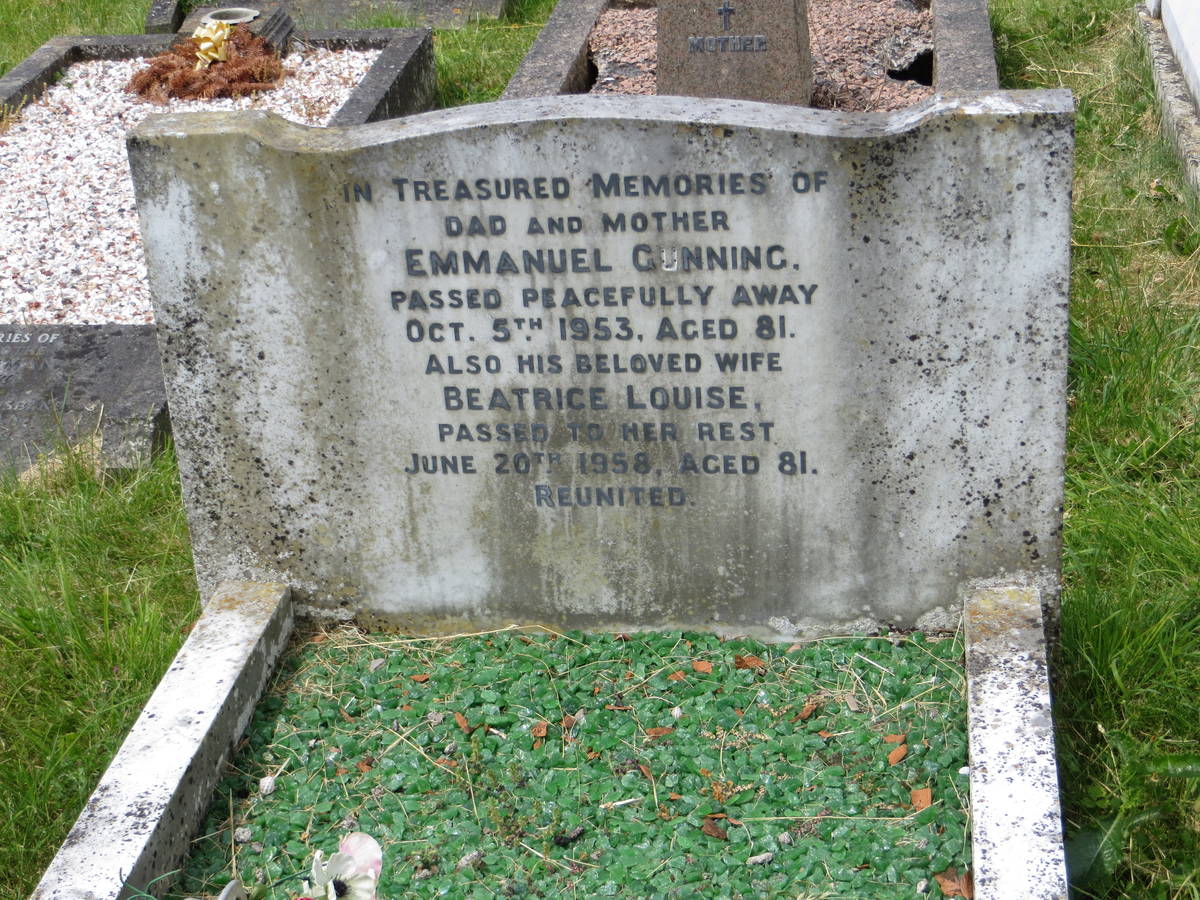 MOTHER
IN TREASURED MEMORIES OF
DAD AND MOTHER
EMMANUEL GUNNING.
PASSED PEACEFULLY AWAY
OCT. 5TH 1953, AGED 81.
ALSO HIS BELOVED WIFE
BEATRICE LOUISE,
PASSED TO HER REST
JUNE 20TH 1958, AGED 81.
REUNITED.
OF